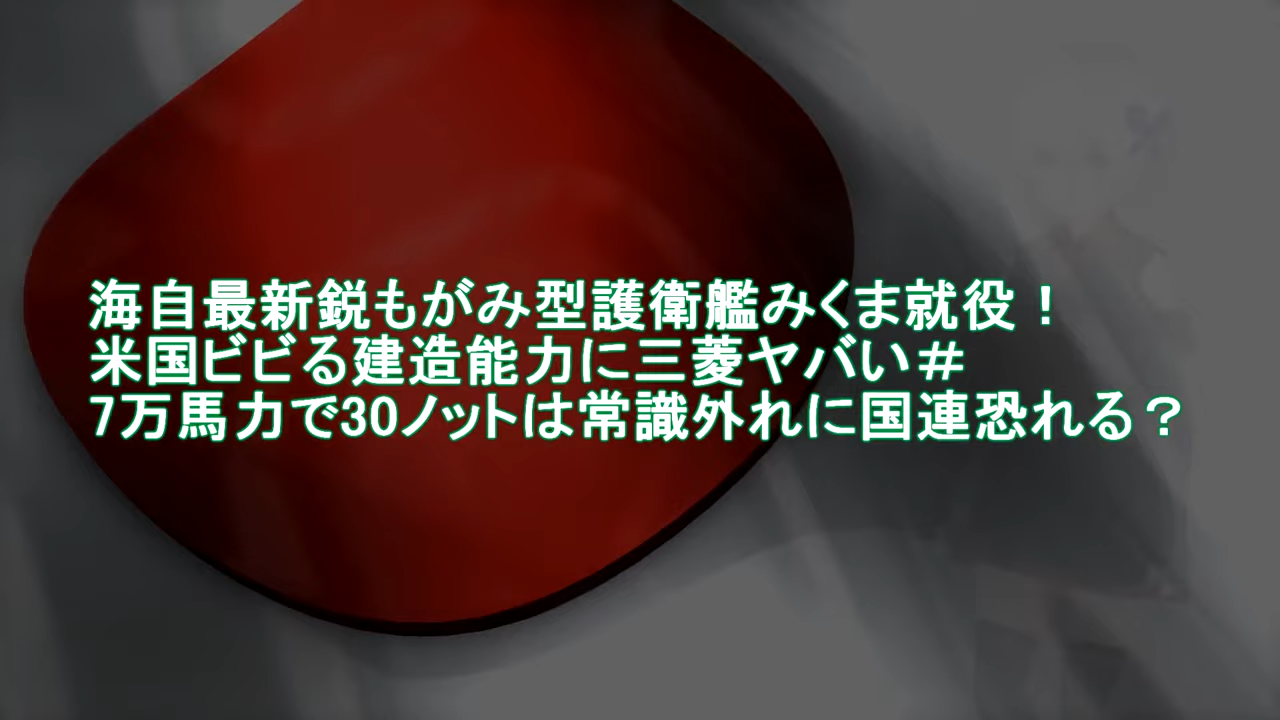 海自最新鋭もがみ型護衛艦みくま就役！
米国ビビる建造能力に三菱ヤバい＃
7万馬力で30ノットは常識外れに国連恐れる？